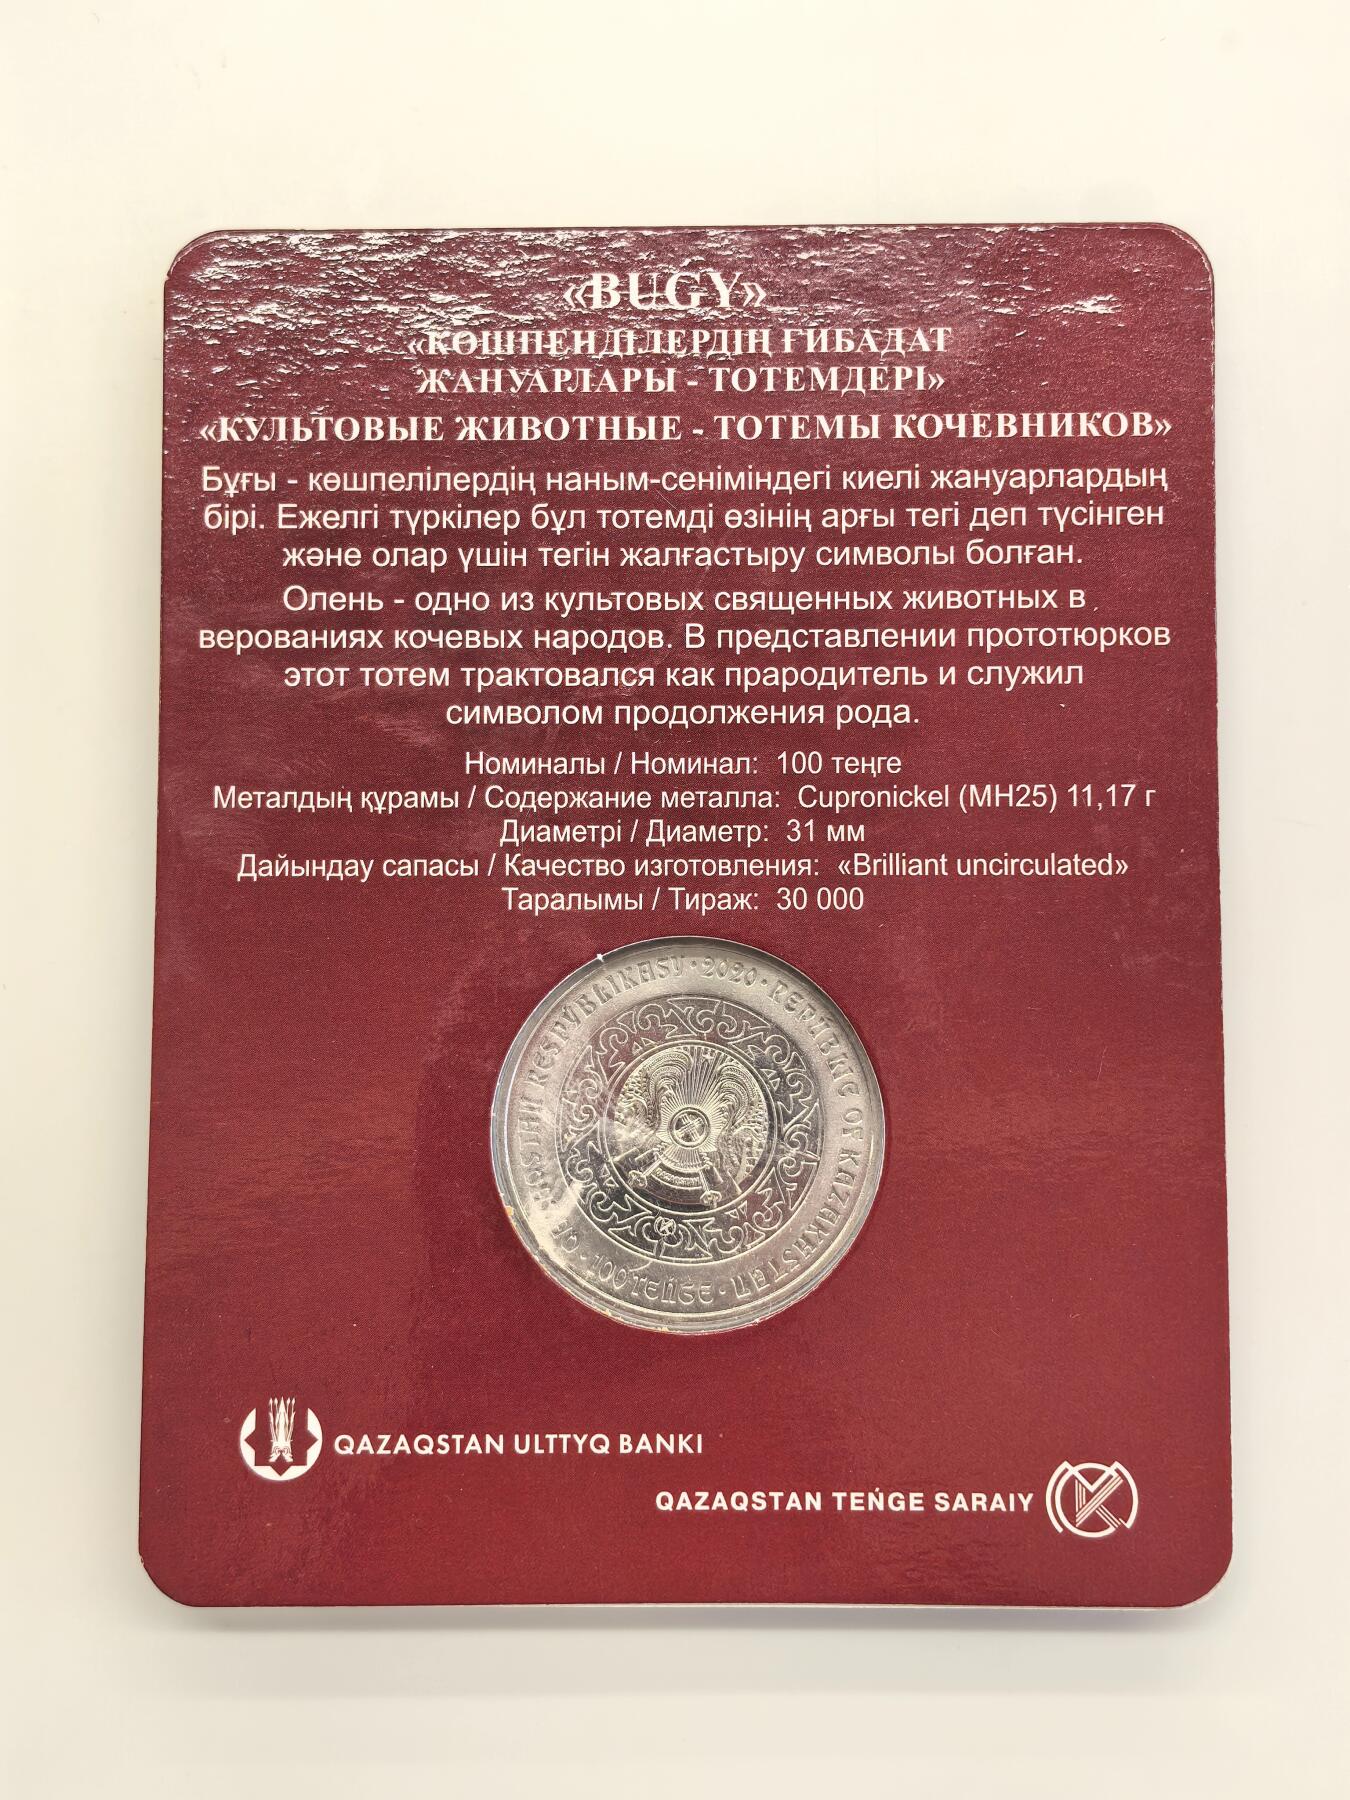 «BUǴY»
«КӨШПЕНДІЛЕРДІҢ ҒИБАДАТ
ЖАНУАРЛАРЫ - ТОТЕМДЕРІ»
«КУЛЬТОВЫЕ ЖИВОТНЫЕ - ТОТЕМЫ КОЧЕВНИКОВ»
Бұғы - көшпелілердің наным-сеніміндегі киелі жануарлардың
бірі. Ежелгі түркілер бұл тотемді өзінің арғы тегі деп түсінген
және олар үшін тегін жалғастыру символы болған.
Олень - одно из культовых священных животных в
верованиях кочевых народов. В представлении прототюрков
этот тотем трактовался как прародитель и служил
символом продолжения рода.
Номиналы / Номинал: 100 теңге
Металдың құрамы / Содержание металла: Cupronickel (МН25) 11,17 г
Диаметрі / Диаметр: 31 мм
Дайындау сапасы / Качество изготовления: «Brilliant uncirculated»
Таралымы / Тираж: 30 000
RESPÝBLIKASY · 2020 · REPUBLIC OF KAZAKHSTAN
· 100 TEŃGE ·
QAZAQSTAN ULTTYQ BANKI
QAZAQSTAN TEŃGE SARAIY